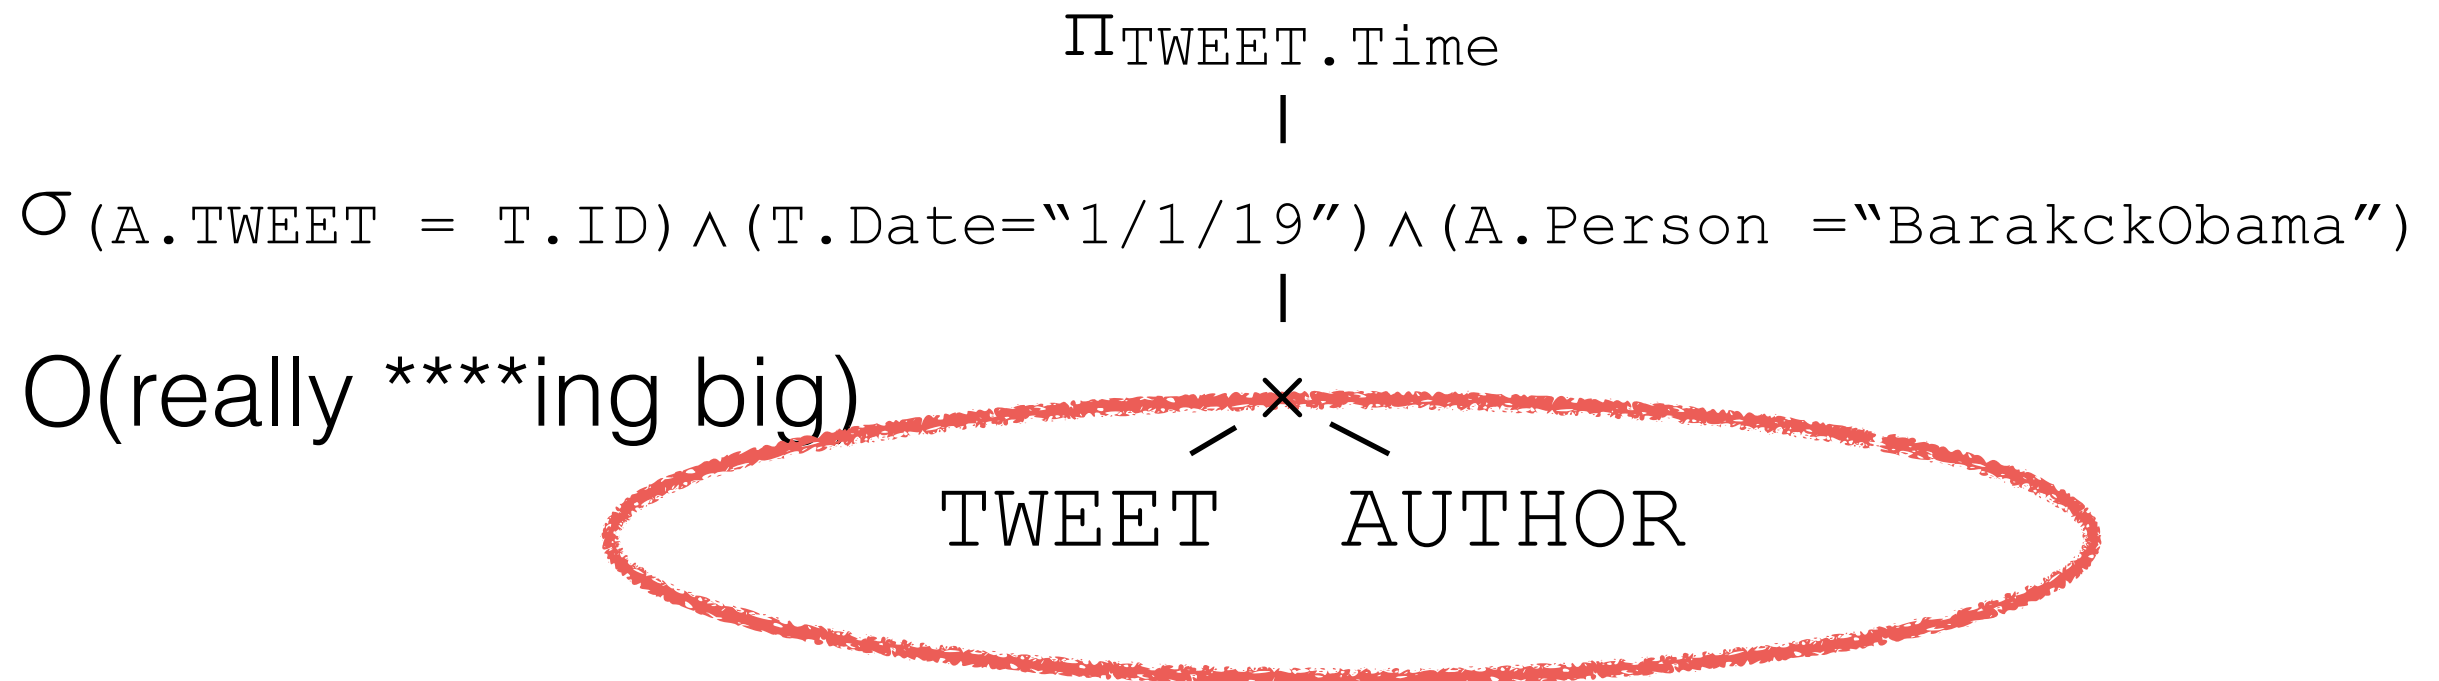 ΠTWEET.Time
σ(A.TWEET = T.ID)∧(T.Date=“1/1/19”)∧(A.Person =“BarakckObama”)
O(really ****ing big)
×
TWEET AUTHOR